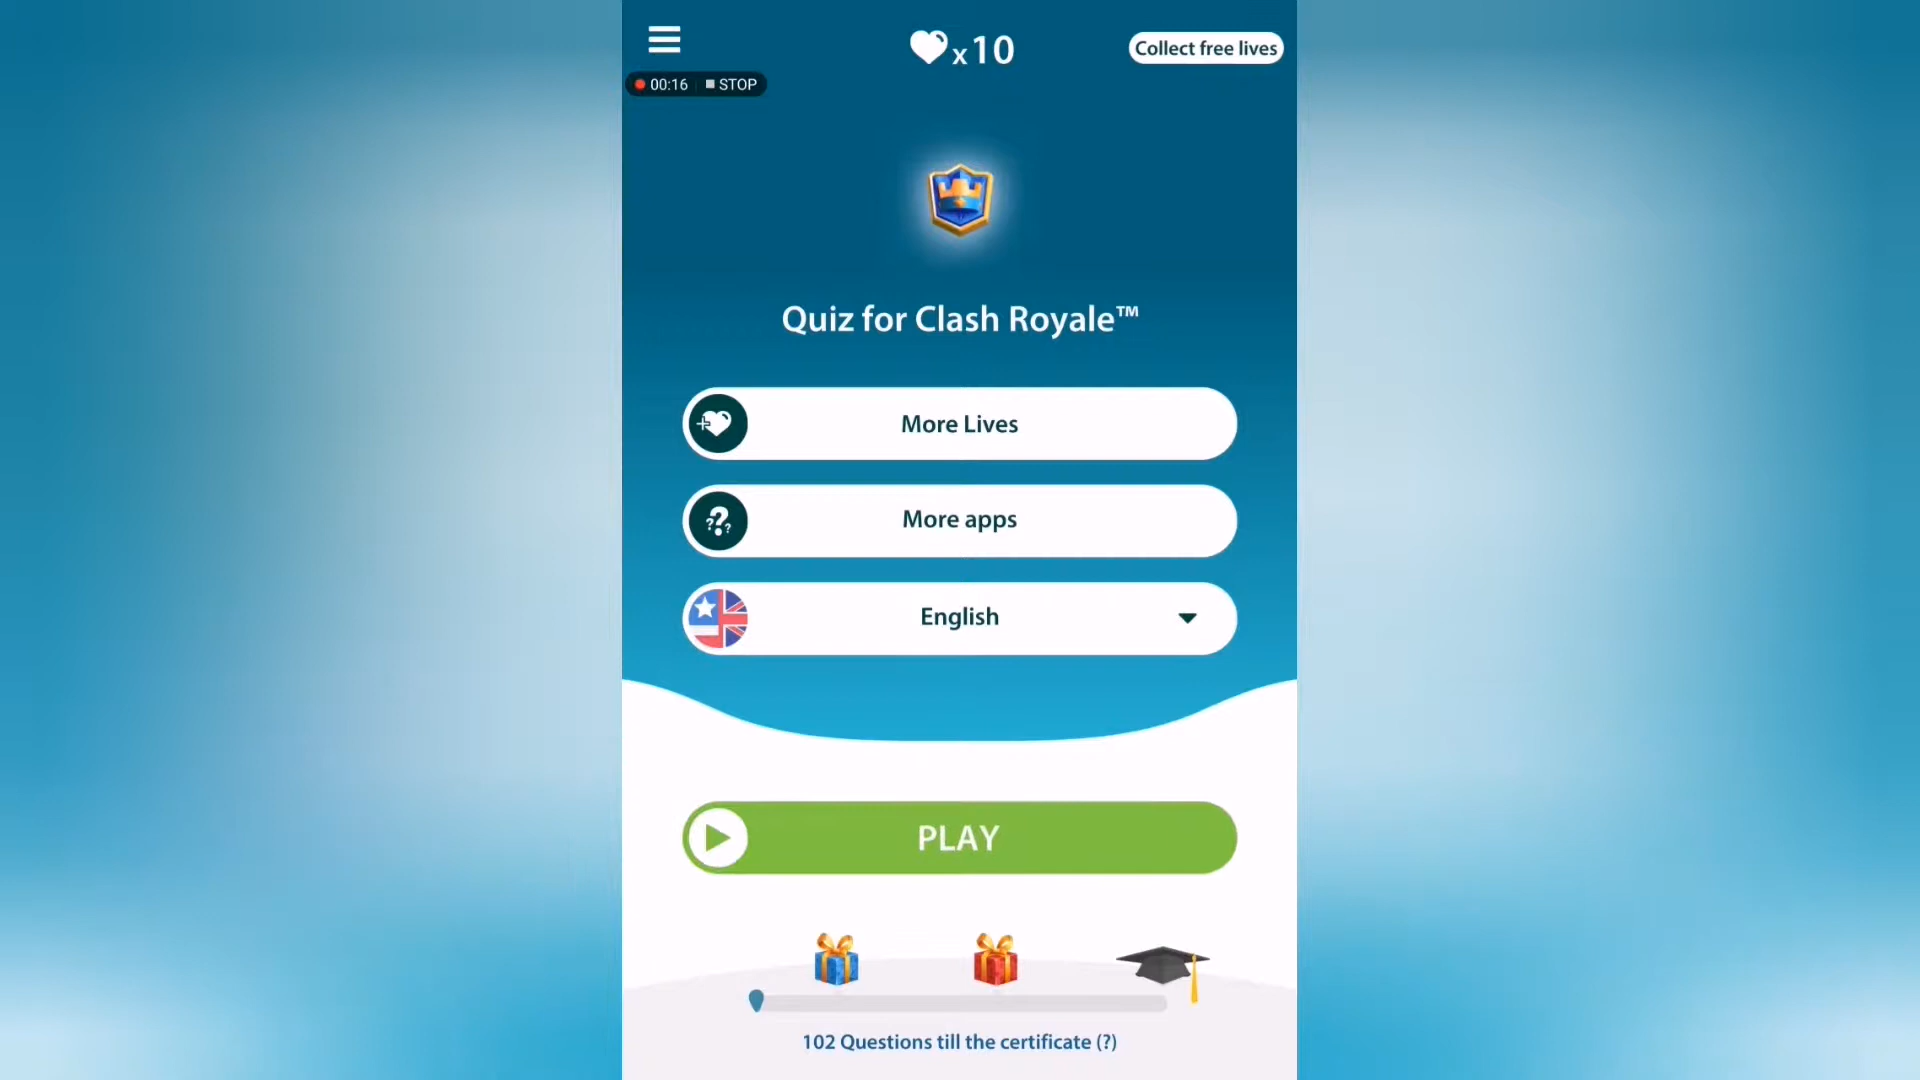 x10
Collect free lives
00:16 STOP
Quiz for Clash Royale™
More Lives
More apps
English
PLAY
102 Questions till the certificate (?)